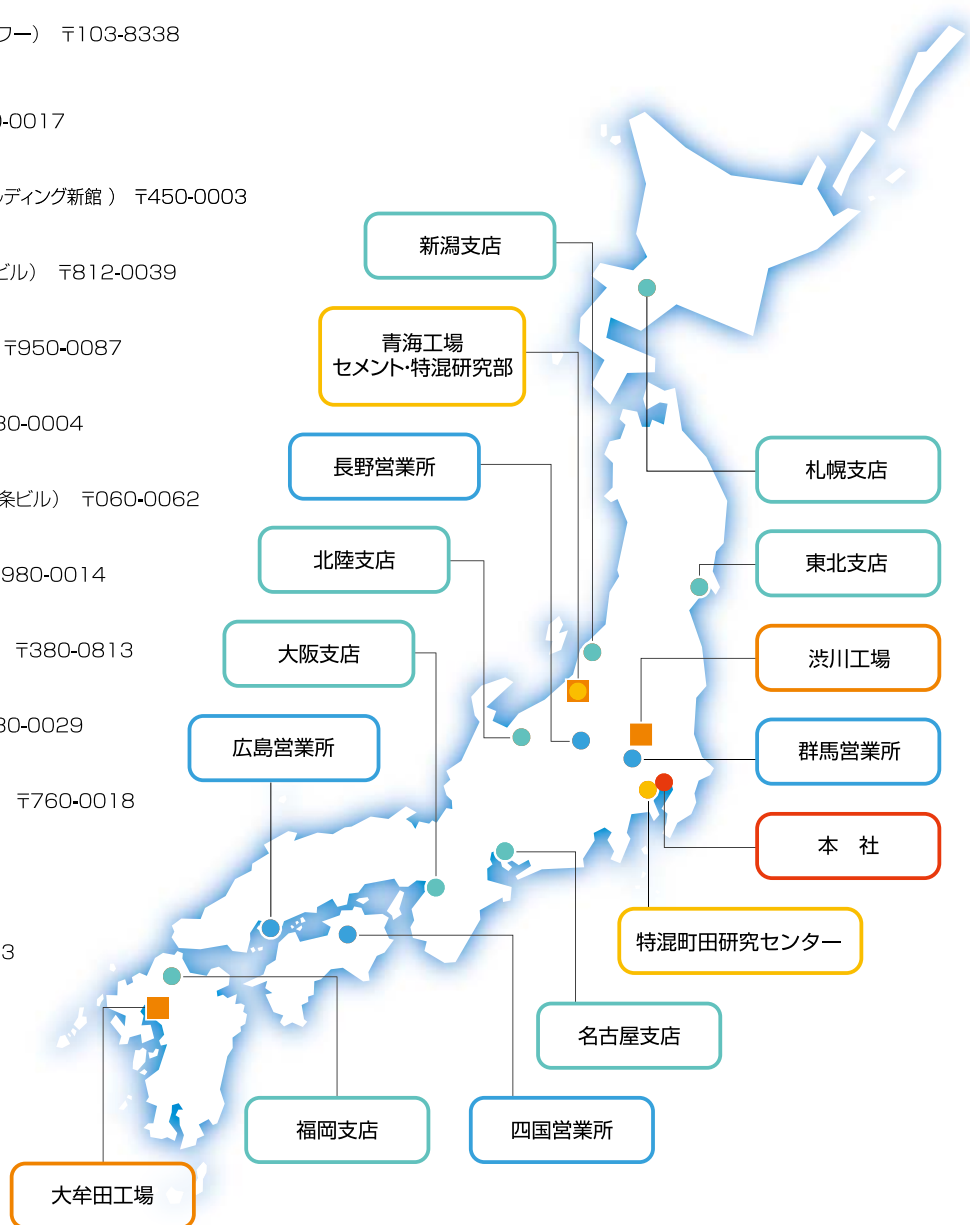 フー） 〒103-8338
0-0017
ルディング新館 ） 〒450-0003
ビル） 〒812-0039
〒950-0087
30-0004
条ビル） 〒060-0062
980-0014
〒380-0813
30-0029
〒760-0018
3
新潟支店
青海工場
セメント・特混研究部
長野営業所
北陸支店
大阪支店
広島営業所
札幌支店
東北支店
渋川工場
群馬営業所
本　社
特混町田研究センター
名古屋支店
四国営業所
福岡支店
大牟田工場